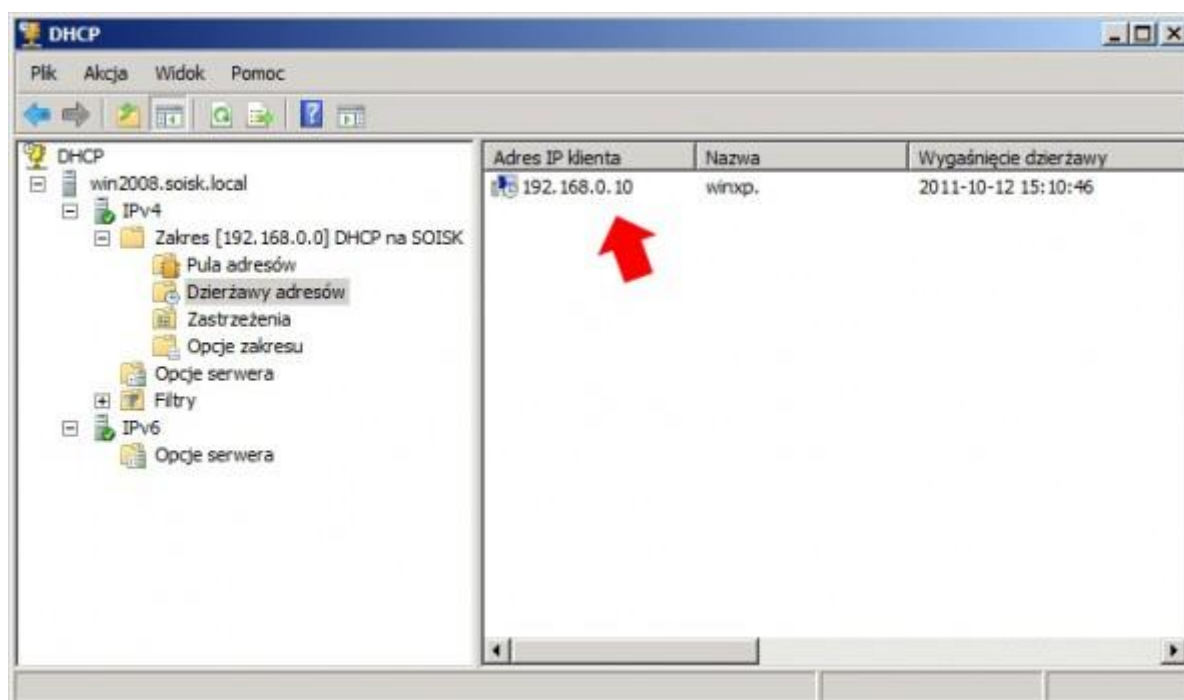 DHCP
Plik Akcja Widok Pomoc
DHCP
win2008.soisk.local
IPv4
Zakres [192.168.0.0] DHCP na SOISK
Pula adresów
Dzierżawy adresów
Zastrzeżenia
Opcje zakresu
Opcje serwera
Filtry
IPv6
Opcje serwera
Adres IP klienta Nazwa Wygaśnięcie dzierżawy
192.168.0.10 winxp. 2011-10-12 15:10:46